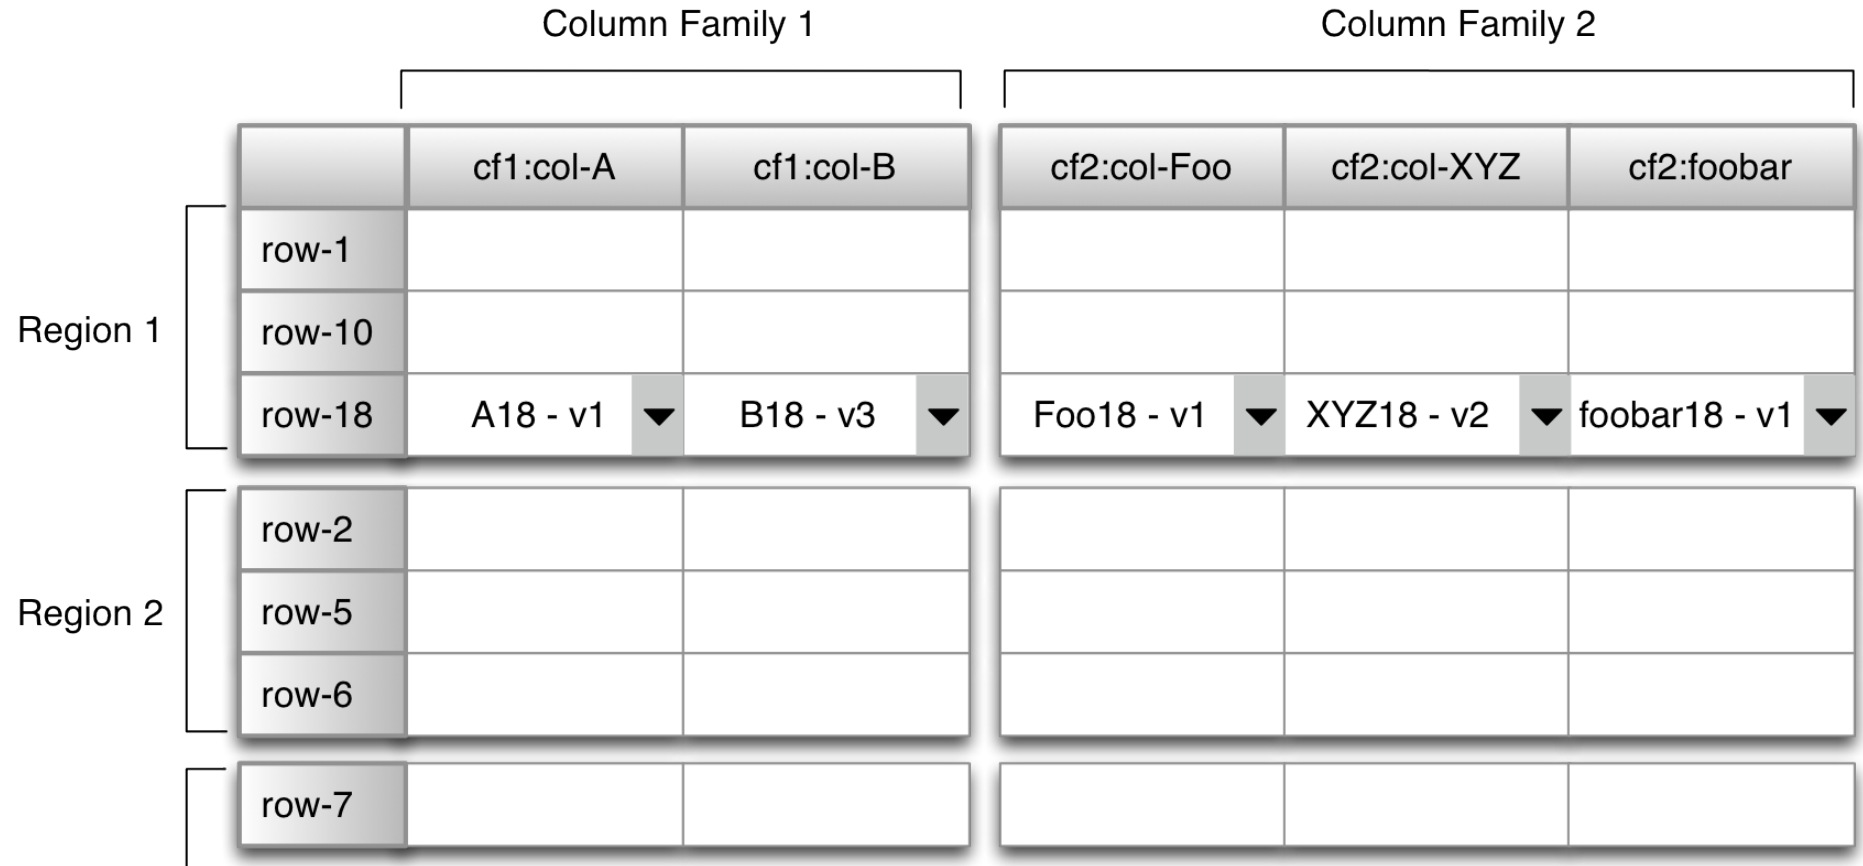 Column Family 1 Column Family 2
cf1:col-A cf1:col-B cf2:col-Foo cf2:col-XYZ cf2:foobar
row-1
Region 1 row-10
row-18 A18 - v1 B18 - v3 Foo18 - v1 XYZ18 - v2 foobar18 - v1
row-2
Region 2 row-5
row-6
row-7